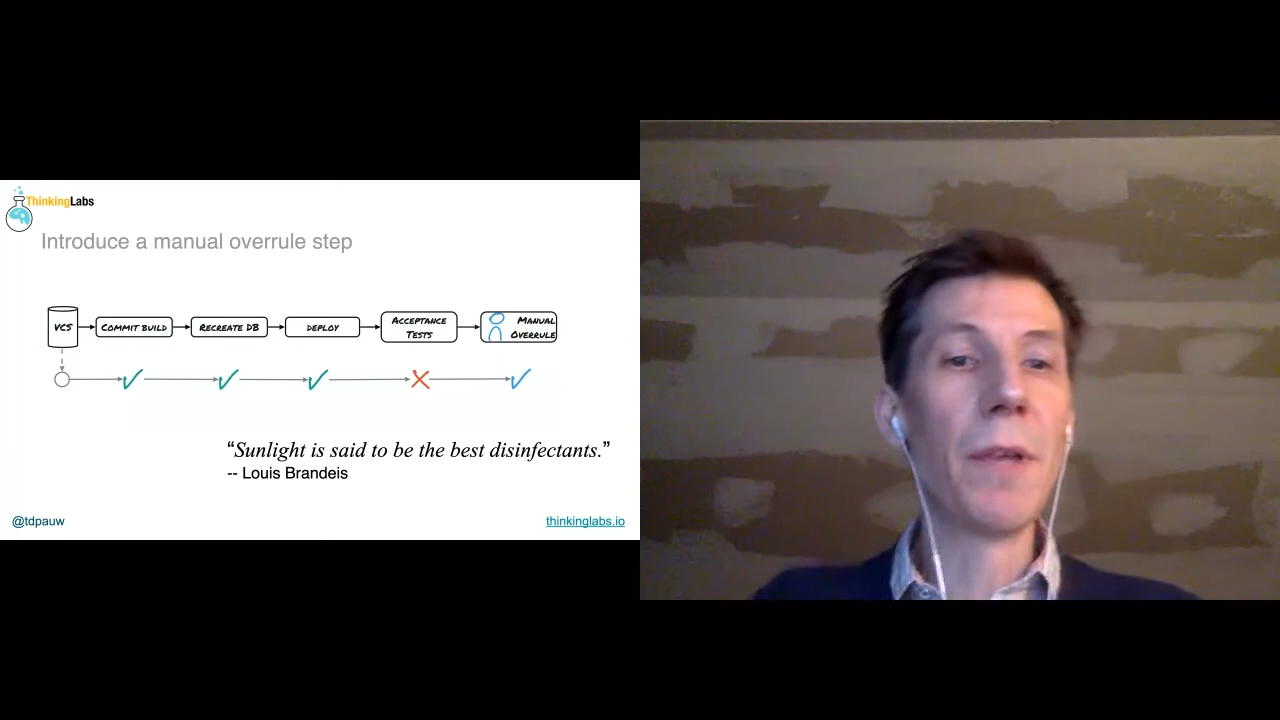 ThinkingLabs
Introduce a manual overrule step
VCS
COMMIT BUILD
RECREATE DB
DEPLOY
ACCEPTANCE
TESTS
MANUAL
OVERRULE
“Sunlight is said to be the best disinfectants.”
-- Louis Brandeis
@tdpauw
thinkinglabs.io